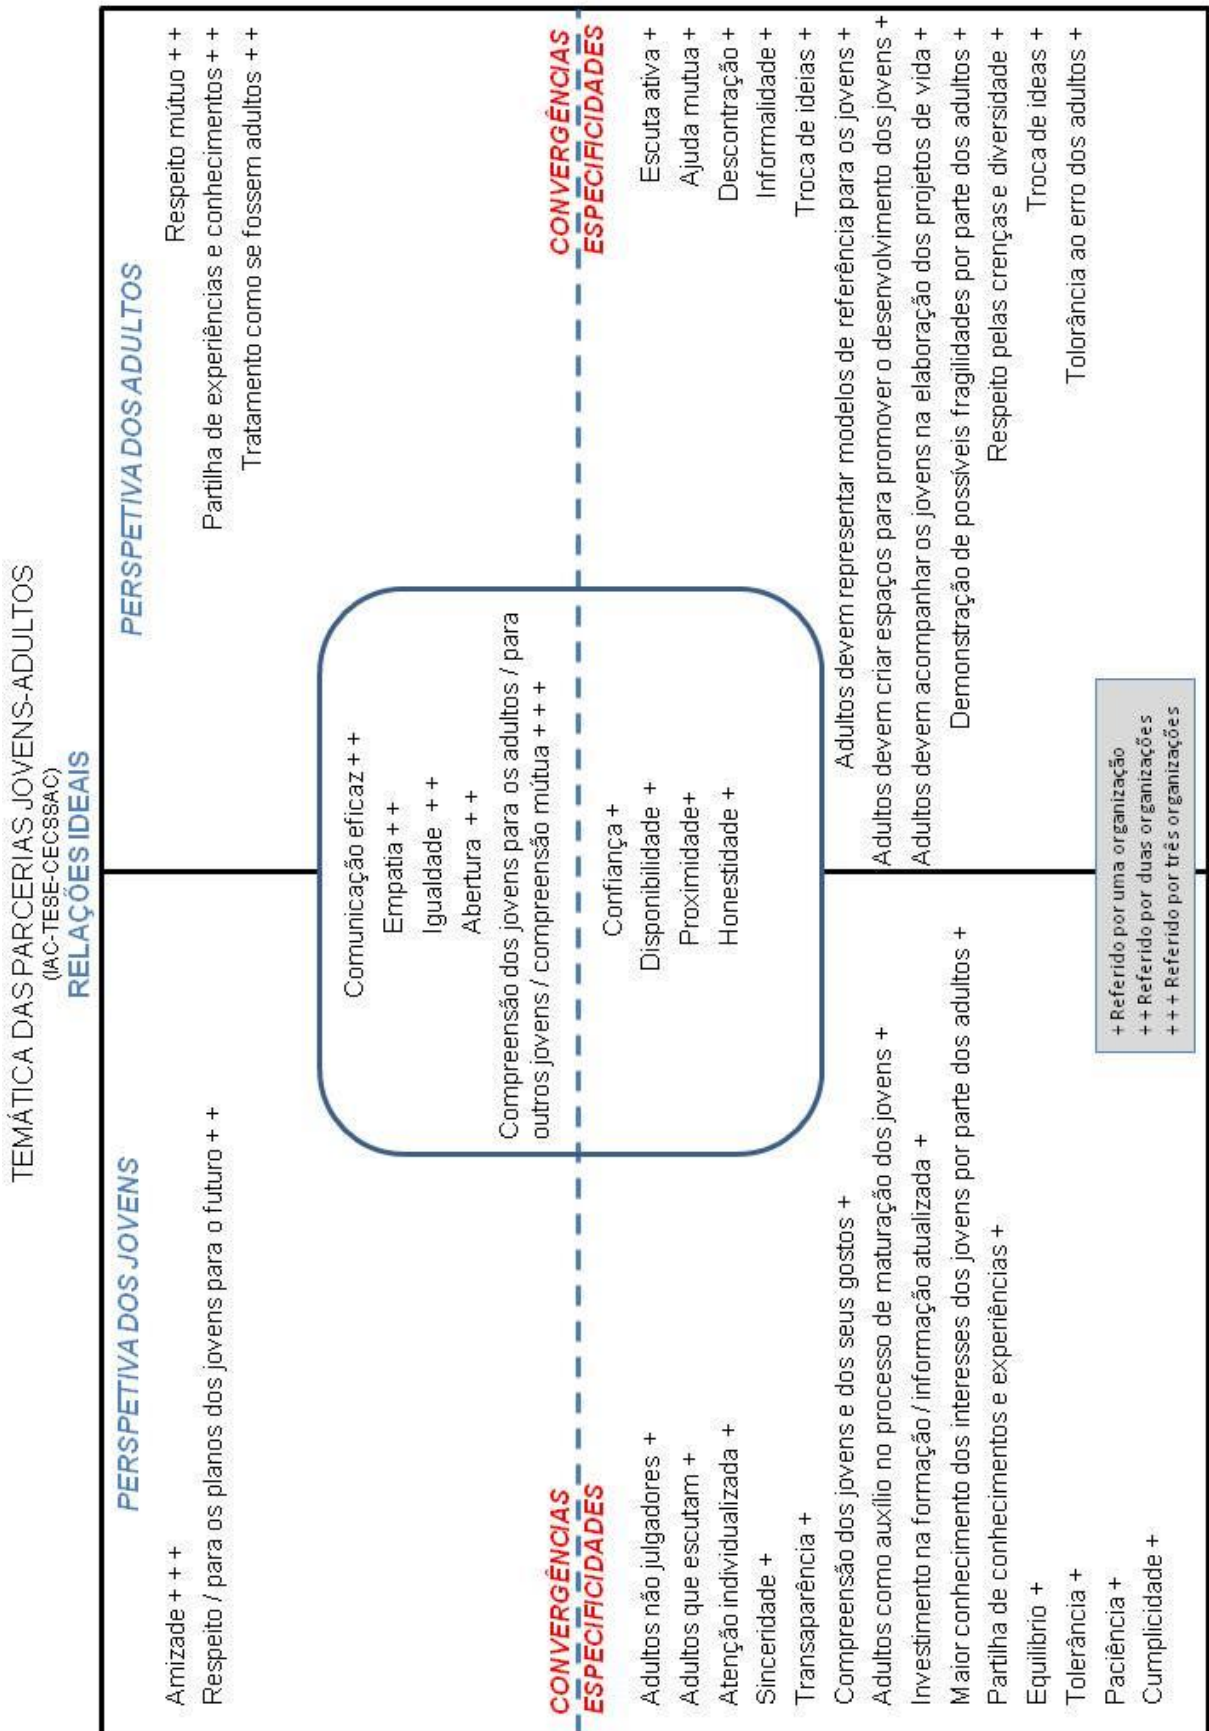 TEMÁTICA DAS PARCERIAS JOVENS-ADULTOS
(IAC-TESE-CECSSAC)
RELAÇÕES IDEAIS
PERSPETIVA DOS JOVENS
Amizade + + +
Respeito / para os planos dos jovens para o futuro + +
PERSPETIVA DOS ADULTOS
Respeito mútuo + +
Partilha de experiências e conhecimentos + +
Tratamento como se fossem adultos + +
Comunicação eficaz + +
Empatia + +
Igualdade + +
Abertura + +
Compreensão dos jovens para os adultos / para
outros jovens / compreensão mútua + + +
CONVERGÊNCIAS
ESPECIFICIDADES
CONVERGÊNCIAS
ESPECIFICIDADES
Confiança +
Disponibilidade +
Proximidade+
Honestidade +
Adultos não julgadores +
Adultos que escutam +
Atenção individualizada +
Sinceridade +
Transaparência +
Compreensão dos jovens e dos seus gostos +
Adultos como auxílio no processo de maturação dos jovens +
Investimento na formação / informação atualizada +
Maior conhecimento dos interesses dos jovens por parte dos adultos +
Partilha de conhecimentos e experiências +
Equilibrio +
Tolerância +
Paciência +
Cumplicidade +
Escuta ativa +
Ajuda mutua +
Descontração +
Informalidade +
Troca de ideias +
Adultos devem representar modelos de referência para os jovens +
Adultos devem criar espaços para promover o desenvolvimento dos jovens +
Adultos devem acompanhar os jovens na elaboração dos projetos de vida +
Demonstração de possíveis fragilidades por parte dos adultos +
Respeito pelas crenças e diversidade +
Troca de ideas +
Tolorância ao erro dos adultos +
+ Referido por uma organização
+ + Referido por duas organizações
+ + + Referido por três organizações